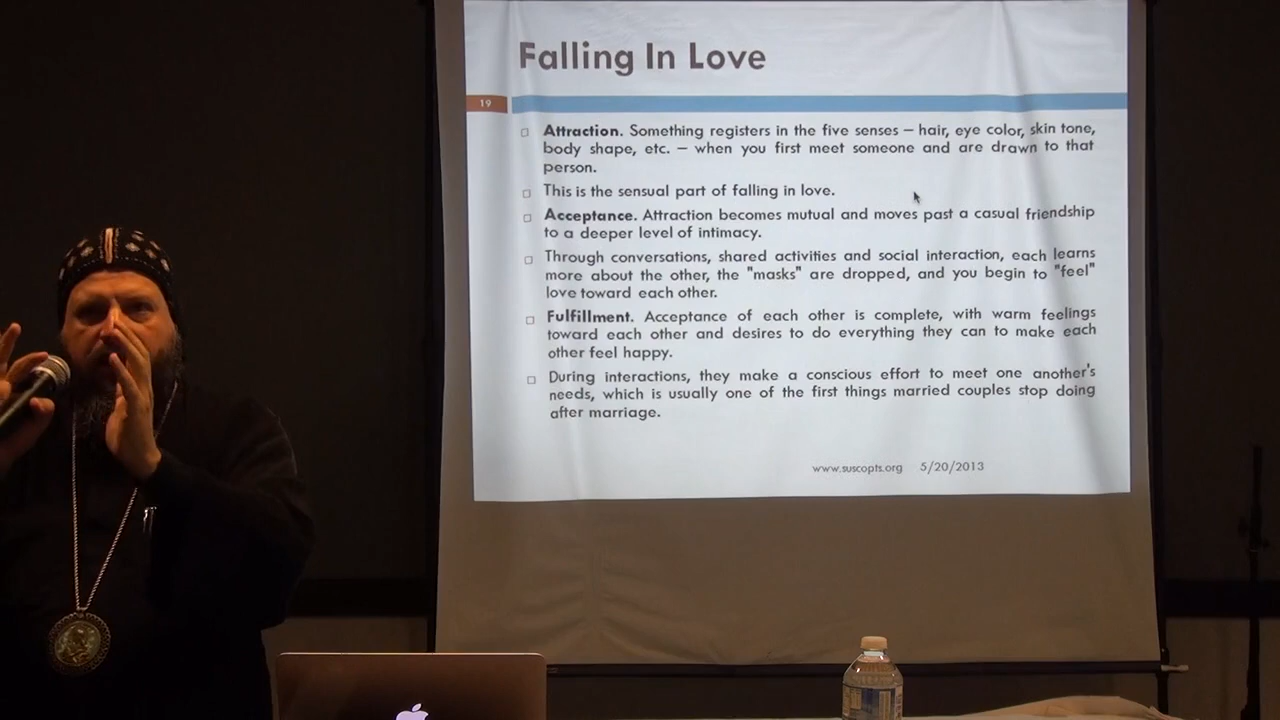 Falling In Love
19
Attraction. Something registers in the five senses – hair, eye color, skin tone,
body shape, etc. – when you first meet someone and are drawn to that
person.
This is the sensual part of falling in love.
Acceptance. Attraction becomes mutual and moves past a casual friendship
to a deeper level of intimacy.
Through conversations, shared activities and social interaction, each learns
more about the other, the "masks" are dropped, and you begin to "feel"
love toward each other.
Fulfillment. Acceptance of each other is complete, with warm feelings
toward each other and desires to do everything they can to make each
other feel happy.
During interactions, they make a conscious effort to meet one another's
needs, which is usually one of the first things married couples stop doing
after marriage.
www.suscopts.org 5/20/2013